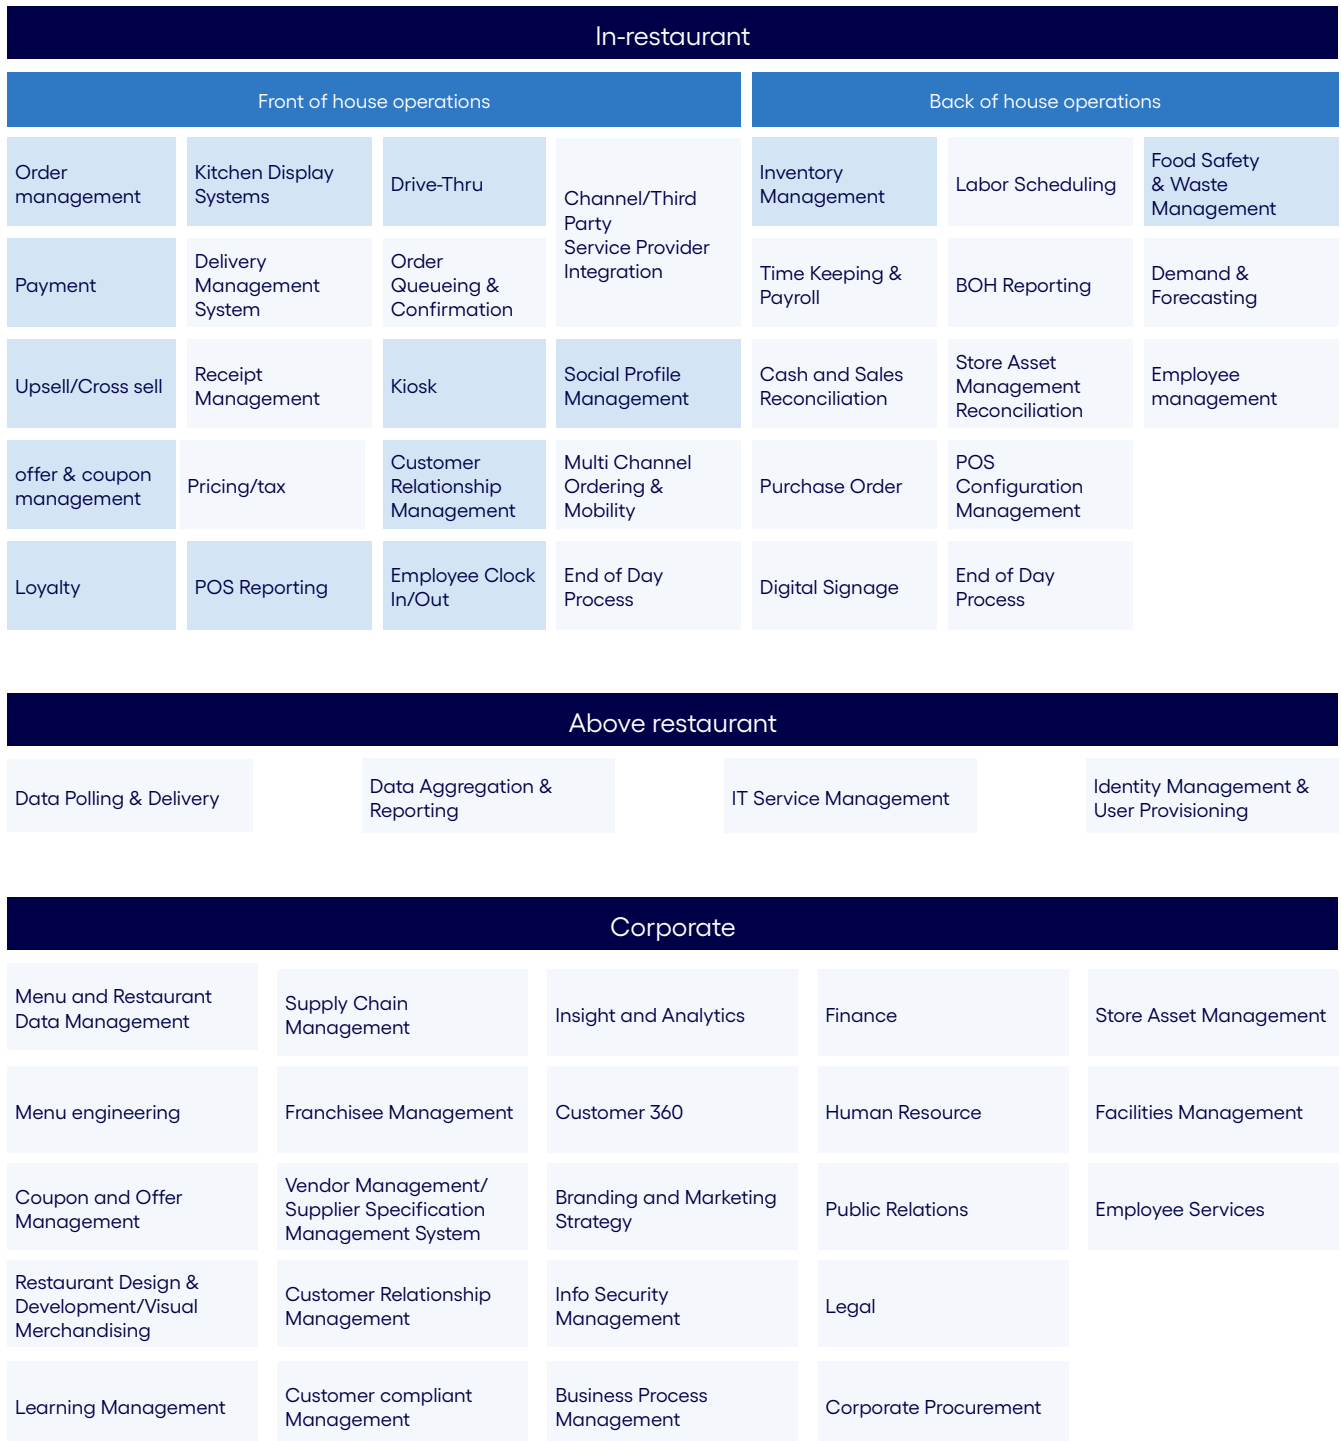 In-restaurant
Front of house operations
Back of house operations
Order
management
Kitchen Display
Systems
Drive-Thru
Channel/Third
Party
Service Provider
Integration
Inventory
Management
Labor Scheduling
Food Safety
& Waste
Management
Payment
Delivery
Management
System
Order
Queueing &
Confirmation
Time Keeping &
Payroll
BOH Reporting
Demand &
Forecasting
Upsell/Cross sell
Receipt
Management
Kiosk
Social Profile
Management
Cash and Sales
Reconciliation
Store Asset
Management
Reconciliation
Employee
management
offer & coupon
management
Pricing/tax
Customer
Relationship
Management
Multi Channel
Ordering &
Mobility
Purchase Order
POS
Configuration
Management
Loyalty
POS Reporting
Employee Clock
In/Out
End of Day
Process
Digital Signage
End of Day
Process
Above restaurant
Data Polling & Delivery
Data Aggregation &
Reporting
IT Service Management
Identity Management &
User Provisioning
Corporate
Menu and Restaurant
Data Management
Supply Chain
Management
Insight and Analytics
Finance
Store Asset Management
Menu engineering
Franchisee Management
Customer 360
Human Resource
Facilities Management
Coupon and Offer
Management
Vendor Management/
Supplier Specification
Management System
Branding and Marketing
Strategy
Public Relations
Employee Services
Restaurant Design &
Development/Visual
Merchandising
Customer Relationship
Management
Info Security
Management
Legal
Learning Management
Customer compliant
Management
Business Process
Management
Corporate Procurement